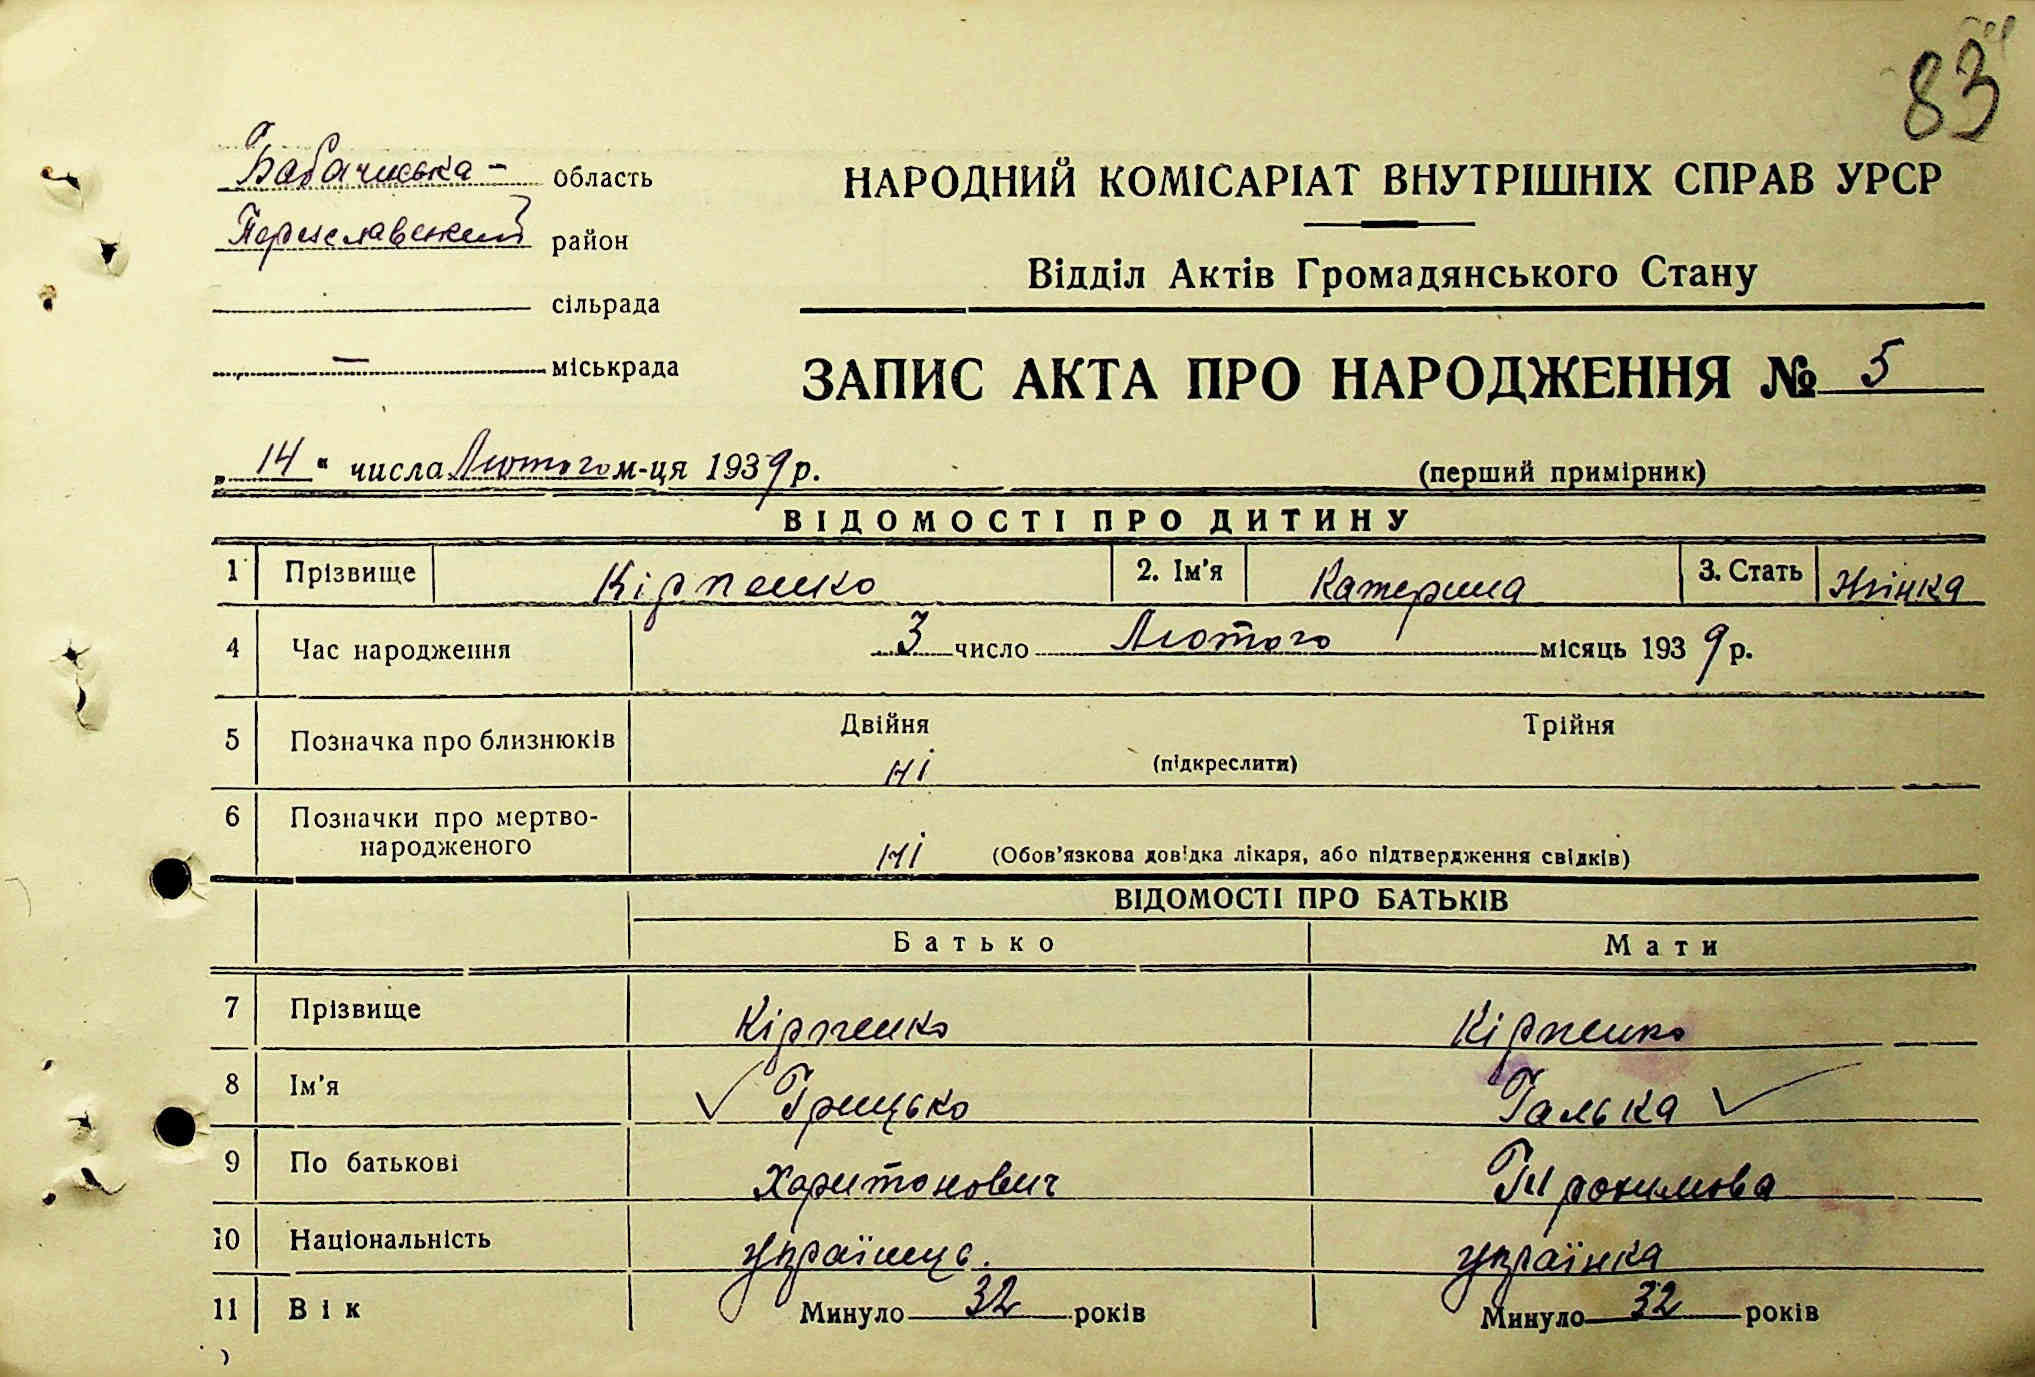 83
Бабачиська - область
Переяславський район
сільрада
— міськрада
НАРОДНИЙ КОМІСАРІАТ ВНУТРІШНІХ СПРАВ УРСР
Відділ Актів Громадянського Стану
ЗАПИС АКТА ПРО НАРОДЖЕННЯ № 5
„ 14 “ числа Лютого м-ця 1939 р.
(перший примірник)
ВІДОМОСТІ ПРО ДИТИНУ
1 Прізвище Кірпенко 2. Ім'я Катерина 3. Стать жінка
4 Час народження 3 число Лютого місяць 1939 р.
5 Позначка про близнюків Двійня Трійня
ні (підкреслити)
6 Позначки про мертво-
народженого ні (Обов'язкова довідка лікаря, або підтвердження свідків)
ВІДОМОСТІ ПРО БАТЬКІВ
Батько Мати
7 Прізвище Кірпенко Кірпенко
8 Ім'я Грицько Галька
9 По батькові Харитонович Трохимова
10 Національність українець. українка
11 Вік Минуло 32 років Минуло 32 років